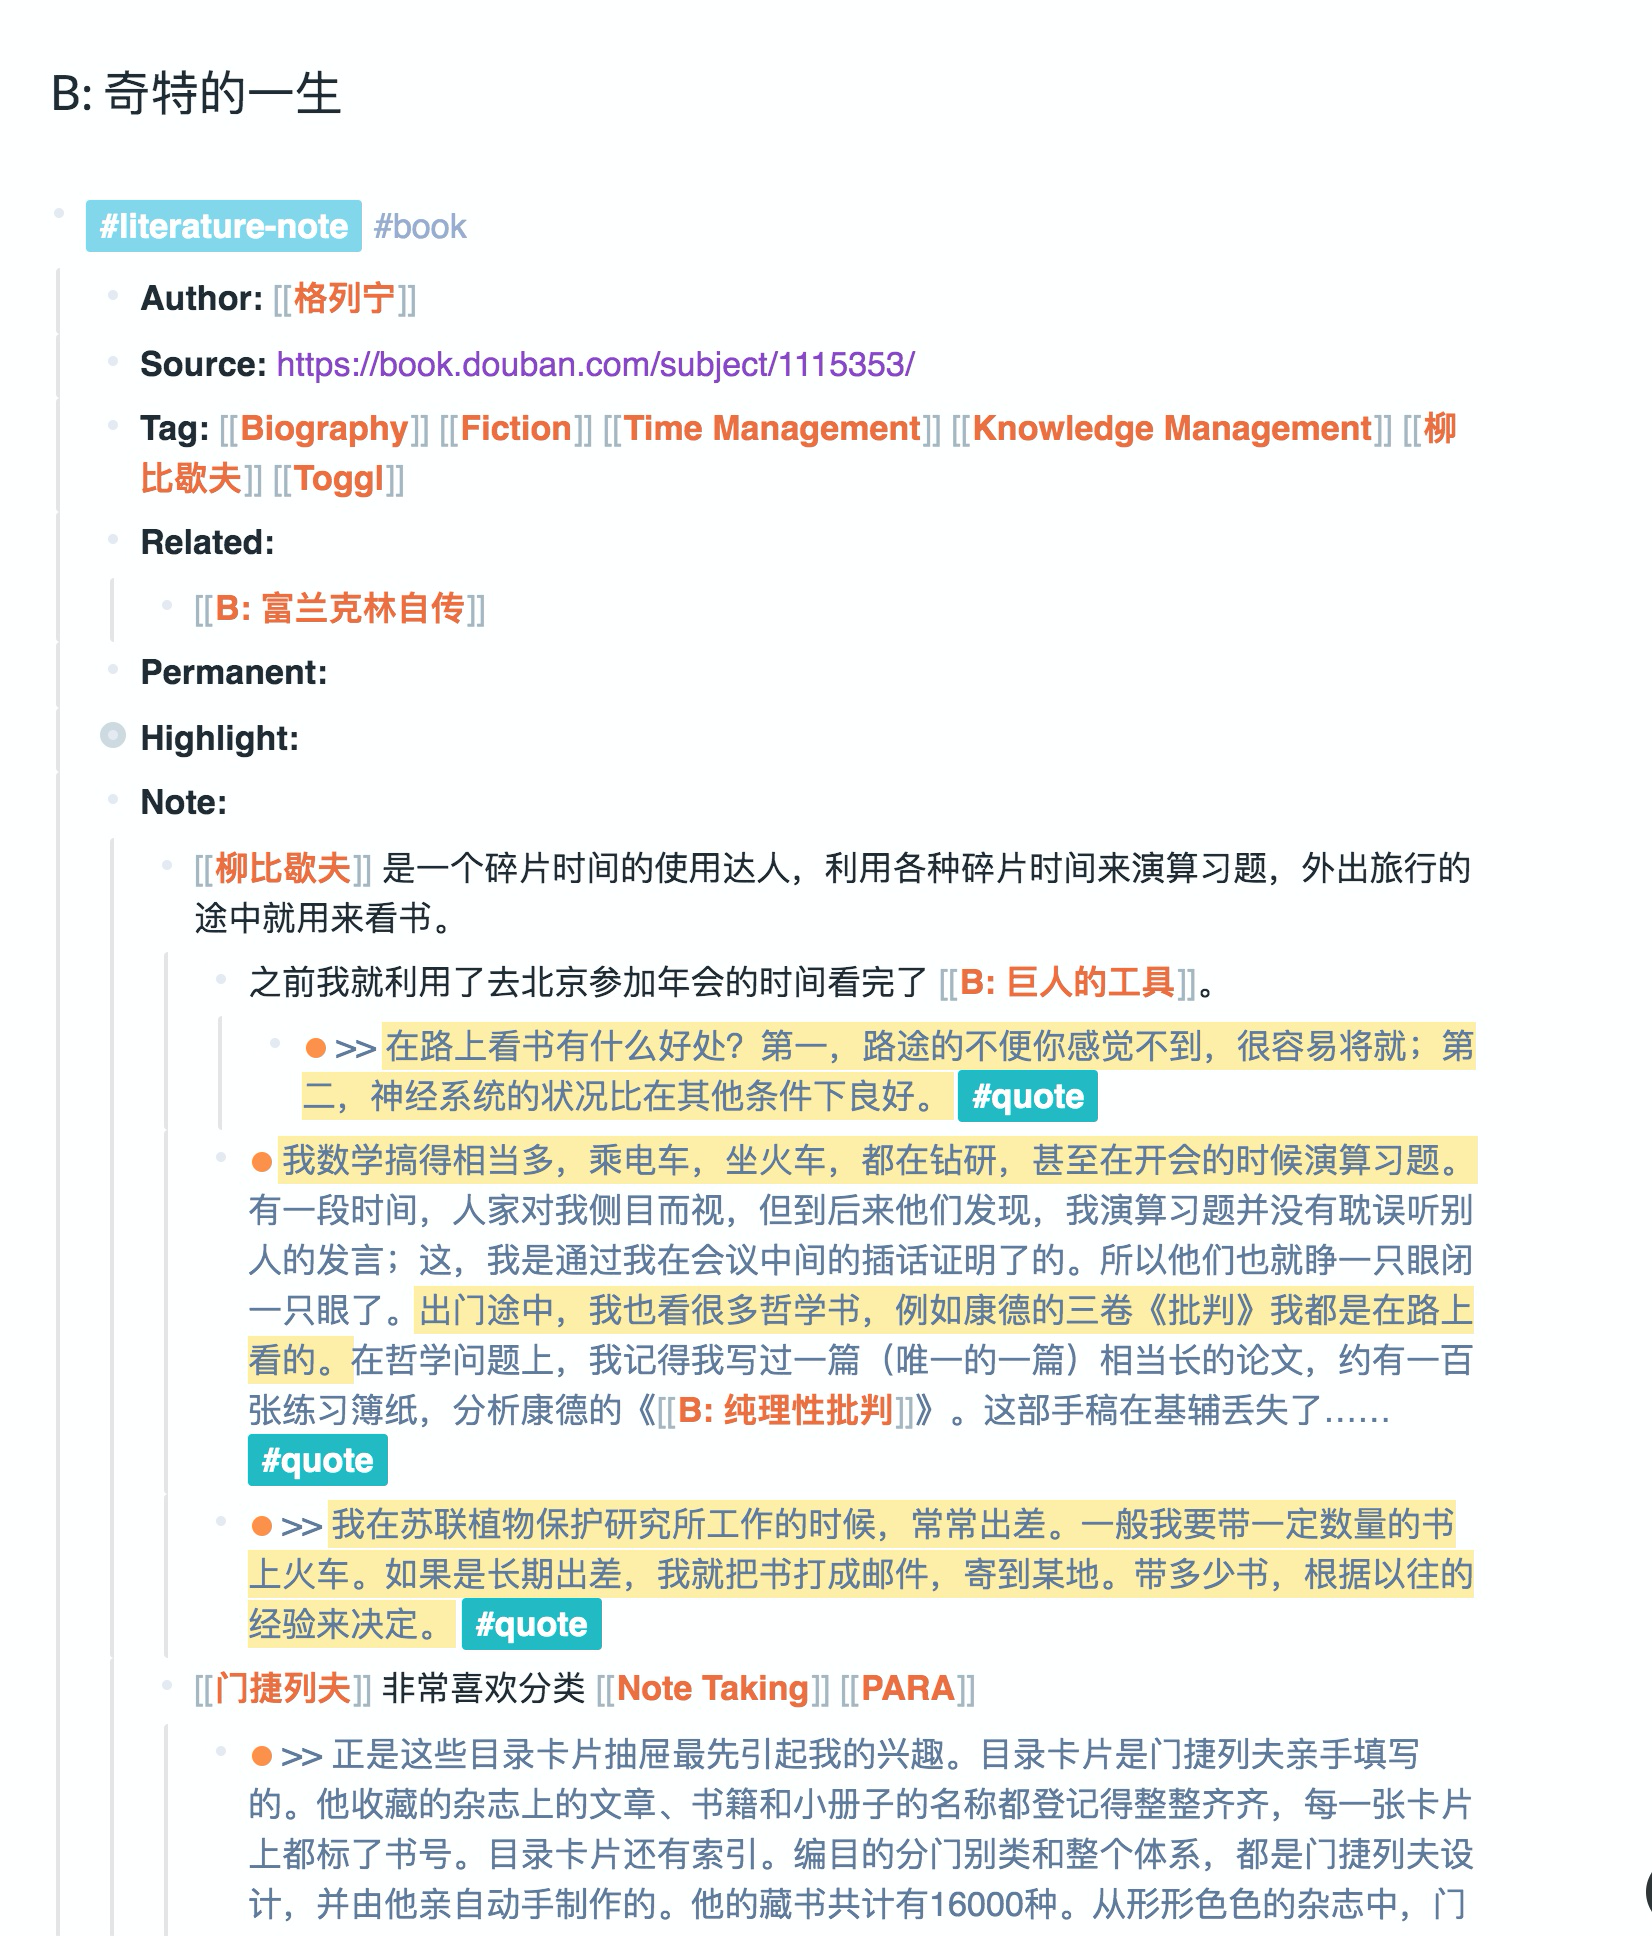 B: 奇特的一生
#literature-note #book
Author: [[格列宁]]
Source: https://book.douban.com/subject/1115353/
Tag: [[Biography]] [[Fiction]] [[Time Management]] [[Knowledge Management]] [[柳
比歇夫]] [[Toggl]]
Related:
[[B: 富兰克林自传]]
Permanent:
Highlight:
Note:
[[柳比歇夫]] 是一个碎片时间的使用达人，利用各种碎片时间来演算习题，外出旅行的
途中就用来看书。
之前我就利用了去北京参加年会的时间看完了 [[B: 巨人的工具]]。
>> 在路上看书有什么好处？第一，路途的不便你感觉不到，很容易将就；第
二，神经系统的状况比在其他条件下良好。 #quote
我数学搞得相当多，乘电车，坐火车，都在钻研，甚至在开会的时候演算习题。
有一段时间，人家对我侧目而视，但到后来他们发现，我演算习题并没有耽误听别
人的发言；这，我是通过我在会议中间的插话证明了的。所以他们也就睁一只眼闭
一只眼了。出门途中，我也看很多哲学书，例如康德的三卷《批判》我都是在路上
看的。在哲学问题上，我记得我写过一篇（唯一的一篇）相当长的论文，约有一百
张练习簿纸，分析康德的《[[B: 纯理性批判]]》。这部手稿在基辅丢失了……
#quote
>> 我在苏联植物保护研究所工作的时候，常常出差。一般我要带一定数量的书
上火车。如果是长期出差，我就把书打成邮件，寄到某地。带多少书，根据以往的
经验来决定。 #quote
[[门捷列夫]] 非常喜欢分类 [[Note Taking]] [[PARA]]
>> 正是这些目录卡片抽屉最先引起我的兴趣。目录卡片是门捷列夫亲手填写
的。他收藏的杂志上的文章、书籍和小册子的名称都登记得整整齐齐，每一张卡片
上都标了书号。目录卡片还有索引。编目的分门别类和整个体系，都是门捷列夫设
计，并由他亲自动手制作的。他的藏书共计有16000种。从形形色色的杂志中，门